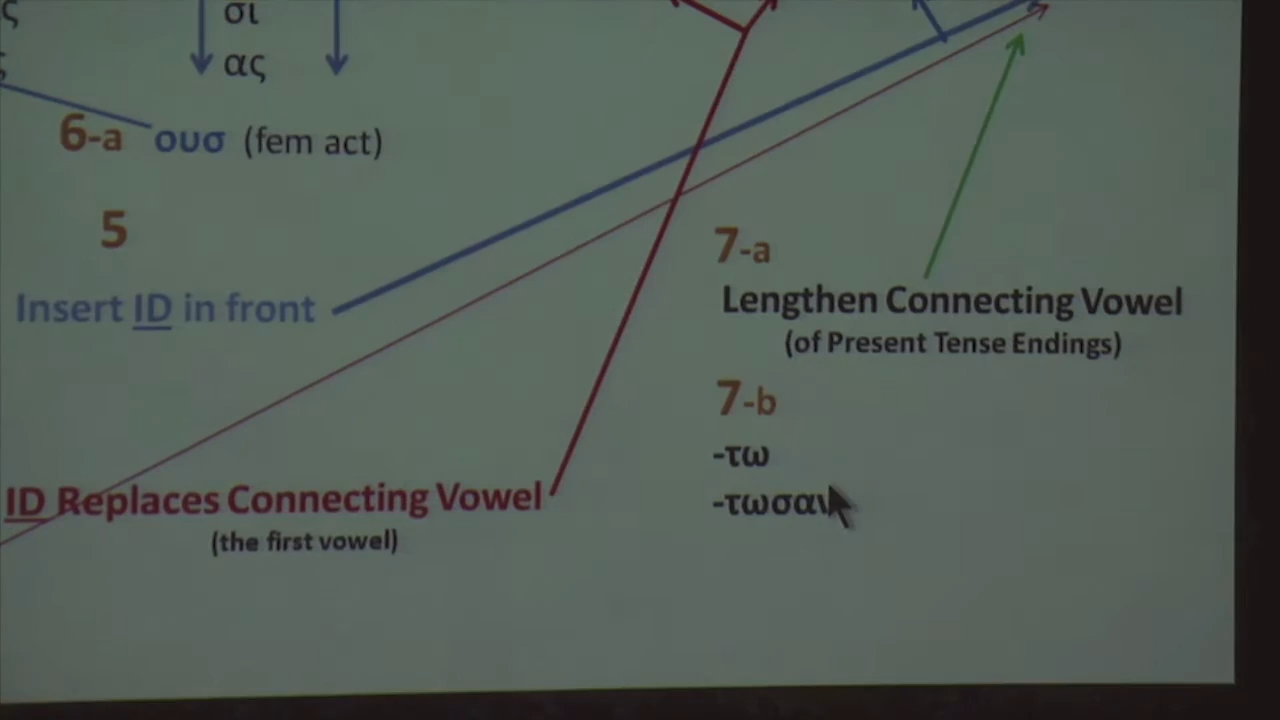 σι
ας
6-a ουσ (fem act)
5
Insert ID in front
7-a
Lengthen Connecting Vowel
(of Present Tense Endings)
7-b
-τω
-τωσαν
ID Replaces Connecting Vowel
(the first vowel)